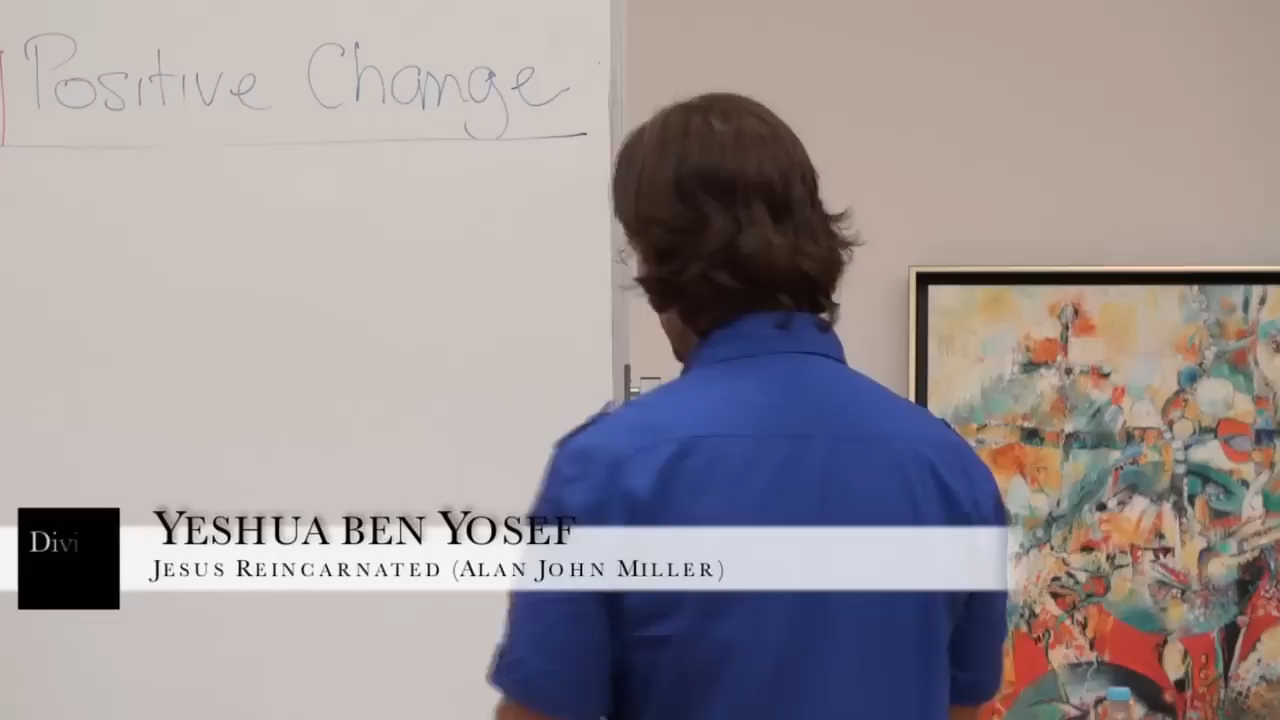 Positive Change
YESHUA BEN YOSEF
JESUS REINCARNATED (ALAN JOHN MILLER)
Divi